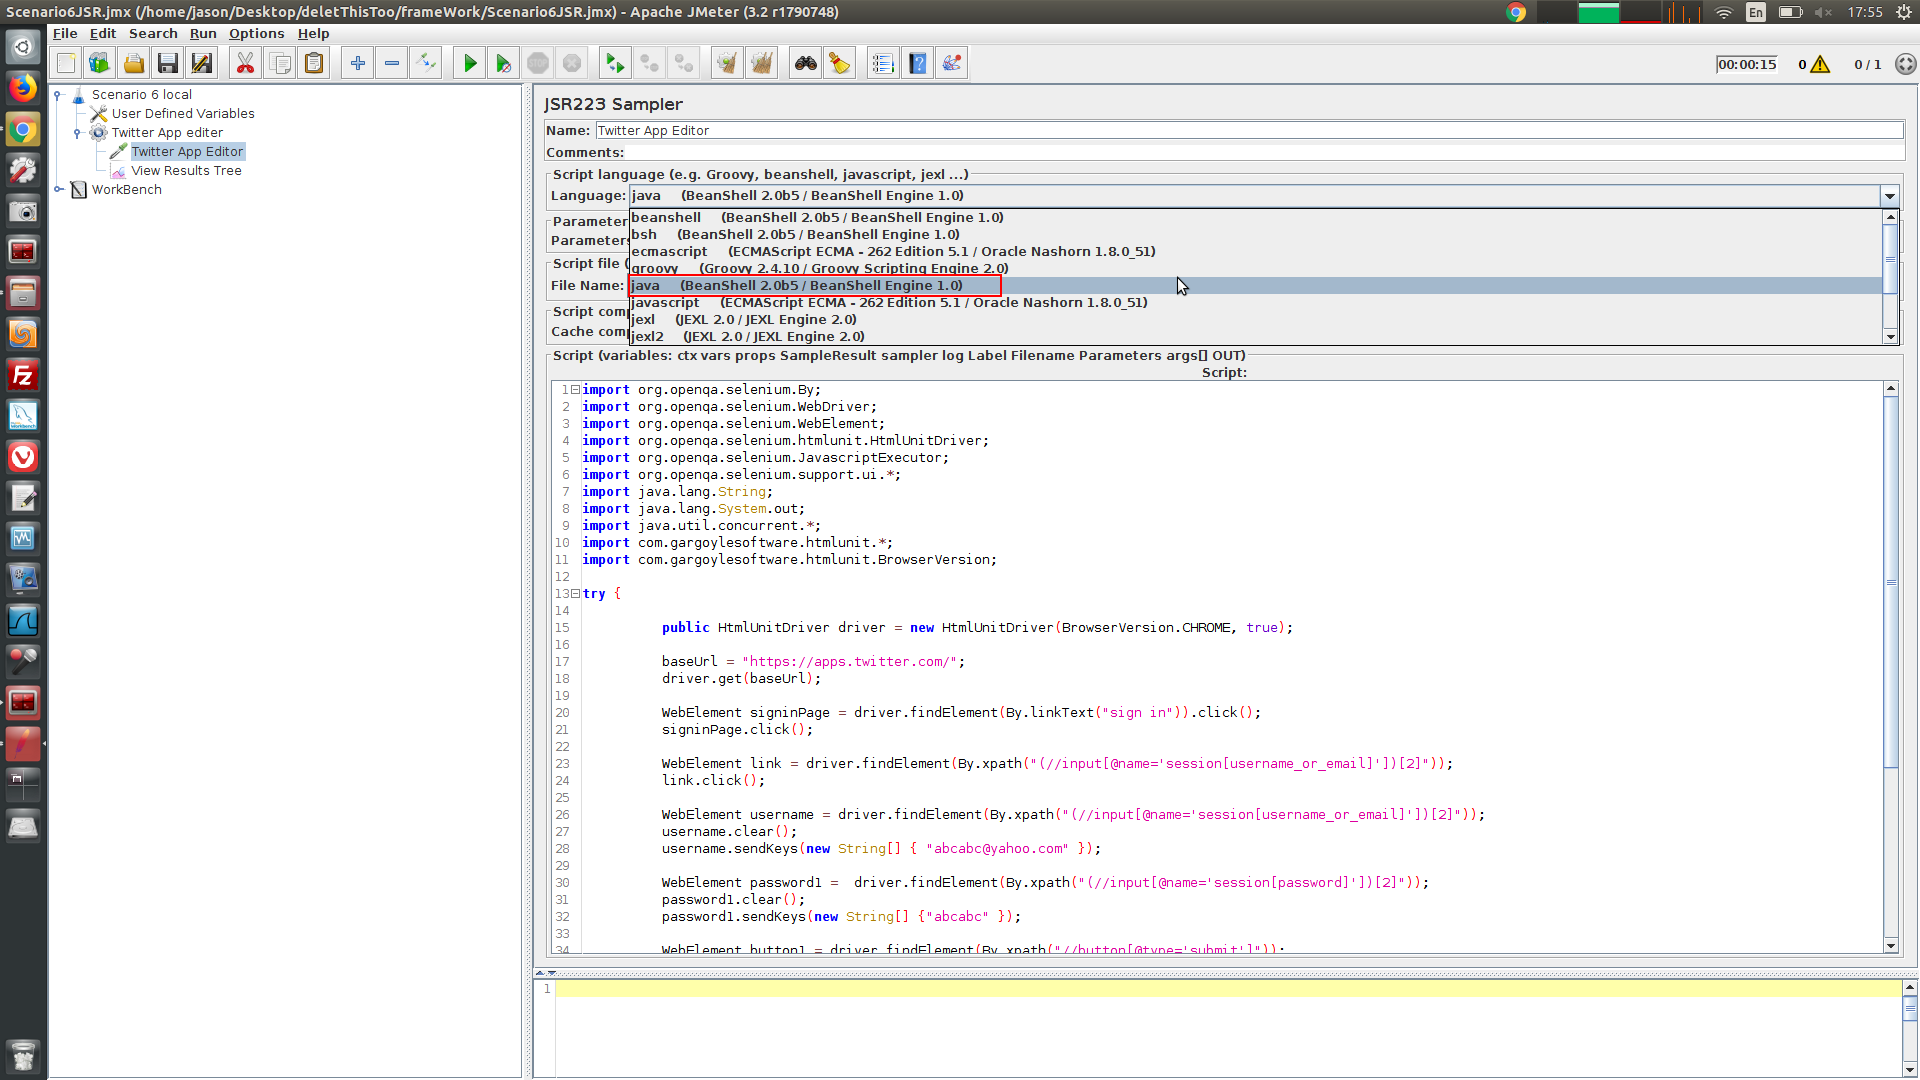 Scenario6JSR.jmx (/home/jason/Desktop/deletThisToo/frameWork/Scenario6JSR.jmx) - Apache JMeter (3.2 r1790748)
En
17:55
File Edit Search Run Options Help
00:00:15
0
0 / 1
Scenario 6 local
User Defined Variables
Twitter App editer
Twitter App Editor
View Results Tree
WorkBench
JSR223 Sampler
Name: Twitter App Editor
Comments:
Script language (e.g. Groovy, beanshell, javascript, jexl ...)
Language: java (BeanShell 2.0b5 / BeanShell Engine 1.0)
Parameter
beanshell (BeanShell 2.0b5 / BeanShell Engine 1.0)
Parameters
bsh (BeanShell 2.0b5 / BeanShell Engine 1.0)
ecmascript (ECMAScript ECMA - 262 Edition 5.1 / Oracle Nashorn 1.8.0_51)
Script file (
groovy (Groovy 2.4.10 / Groovy Scripting Engine 2.0)
File Name:
java (BeanShell 2.0b5 / BeanShell Engine 1.0)
javascript (ECMAScript ECMA - 262 Edition 5.1 / Oracle Nashorn 1.8.0_51)
Script comp
jexl (JEXL 2.0 / JEXL Engine 2.0)
Cache comp
jexl2 (JEXL 2.0 / JEXL Engine 2.0)
Script (variables: ctx vars props SampleResult sampler log Label Filename Parameters args[] OUT)
Script:
1 import org.openqa.selenium.By;
2 import org.openqa.selenium.WebDriver;
3 import org.openqa.selenium.WebElement;
4 import org.openqa.selenium.htmlunit.HtmlUnitDriver;
5 import org.openqa.selenium.JavascriptExecutor;
6 import org.openqa.selenium.support.ui.*;
7 import java.lang.String;
8 import java.lang.System.out;
9 import java.util.concurrent.*;
10 import com.gargoylesoftware.htmlunit.*;
11 import com.gargoylesoftware.htmlunit.BrowserVersion;
12
13 try {
14
15 public HtmlUnitDriver driver = new HtmlUnitDriver(BrowserVersion.CHROME, true);
16
17 baseUrl = "https://apps.twitter.com/";
18 driver.get(baseUrl);
19
20 WebElement signinPage = driver.findElement(By.linkText("sign in")).click();
21 signinPage.click();
22
23 WebElement link = driver.findElement(By.xpath("(//input[@name='session[username_or_email]'])[2]"));
24 link.click();
25
26 WebElement username = driver.findElement(By.xpath("(//input[@name='session[username_or_email]'])[2]"));
27 username.clear();
28 username.sendKeys(new String[] { "abcabc@yahoo.com" });
29
30 WebElement password1 =  driver.findElement(By.xpath("(//input[@name='session[password]'])[2]"));
31 password1.clear();
32 password1.sendKeys(new String[] {"abcabc" });
33
34 WebElement button1 = driver.findElement(By.xpath("//button[@type='submit']"));
1